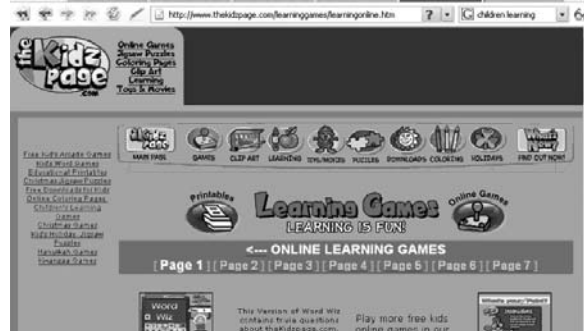 http://www.thekidzpage.com/learninggames/learningonline.htm
?
G children learning
the Kidz Page .com
Online Games
Jigsaw Puzzles
Coloring Pages
Clip Art
Learning
Toys & Movies
MAIN PAGE GAMES CLIP ART LEARNING TOYS/MOVIES PUZZLES DOWNLOADS COLORING HOLIDAYS FIND OUT NOW!
Free Kid's Arcade Games
Kids Word Games
Educational Printables
Christmas Jigsaw Puzzles
Free Downloads for Kids
Online Coloring Pages
Children's Learning
Games
Christmas Games
Kid's Holiday Jigsaw
Puzzles
Hanukkah Games
Kwanzaa Games
Printables
Learning Games
LEARNING IS FUN!
Online Games
<--- ONLINE LEARNING GAMES
[ Page 1 ] [ Page 2 ] [ Page 3 ] [ Page 4 ] [ Page 5 ] [ Page 6 ] [ Page 7 ]
Word
Wiz
This Version of Word Wiz
contains trivia questions
about theKidzpage.com.
Play more free kids
online games in our
What's your Point?